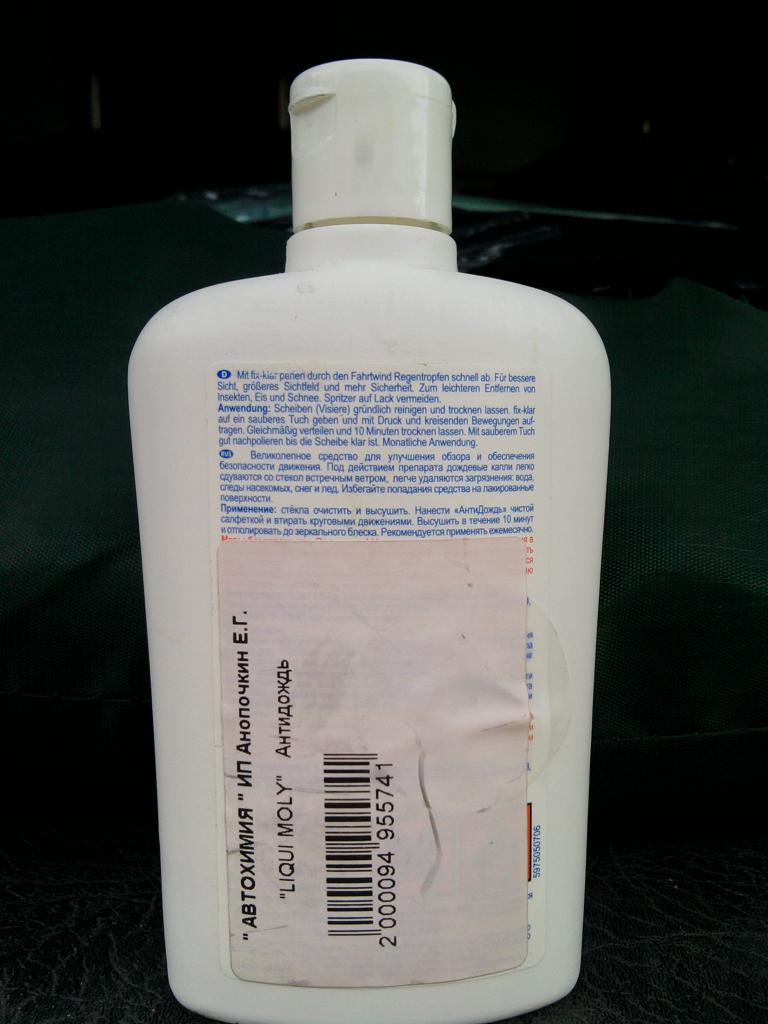 D Mit fix-klar perlen durch den Fahrtwind Regentropfen schnell ab. Für bessere
Sicht, größeres Sichtfeld und mehr Sicherheit. Zum leichteren Entfernen von
Insekten, Eis und Schnee. Spritzer auf Lack vermeiden.
Anwendung: Scheiben (Visiere) gründlich reinigen und trocknen lassen. fix-klar
auf ein sauberes Tuch geben und mit Druck und kreisenden Bewegungen auf-
tragen. Gleichmäßig verteilen und 10 Minuten trocknen lassen. Mit sauberem Tuch
gut nachpolieren bis die Scheibe klar ist. Monatliche Anwendung.
RUS Великолепное средство для улучшения обзора и обеспечения
безопасности движения. Под действием препарата дождевые капли легко
сдуваются со стекол встречным ветром, легче удаляются загрязнения: вода,
следы насекомых, снег и лед. Избегайте попадания средства на лакированные
поверхности.
Применение: стёкла очистить и высушить. Нанести «АнтиДождь» чистой
салфеткой и втирать круговыми движениями. Высушить в течение 10 минут
и отполировать до зеркального блеска. Рекомендуется применять ежемесячно.
" АВТОХИМИЯ " ИП Анопочкин Е.Г.
"LIQUI MOLY" Антидождь
2 000094 955741
5975050706